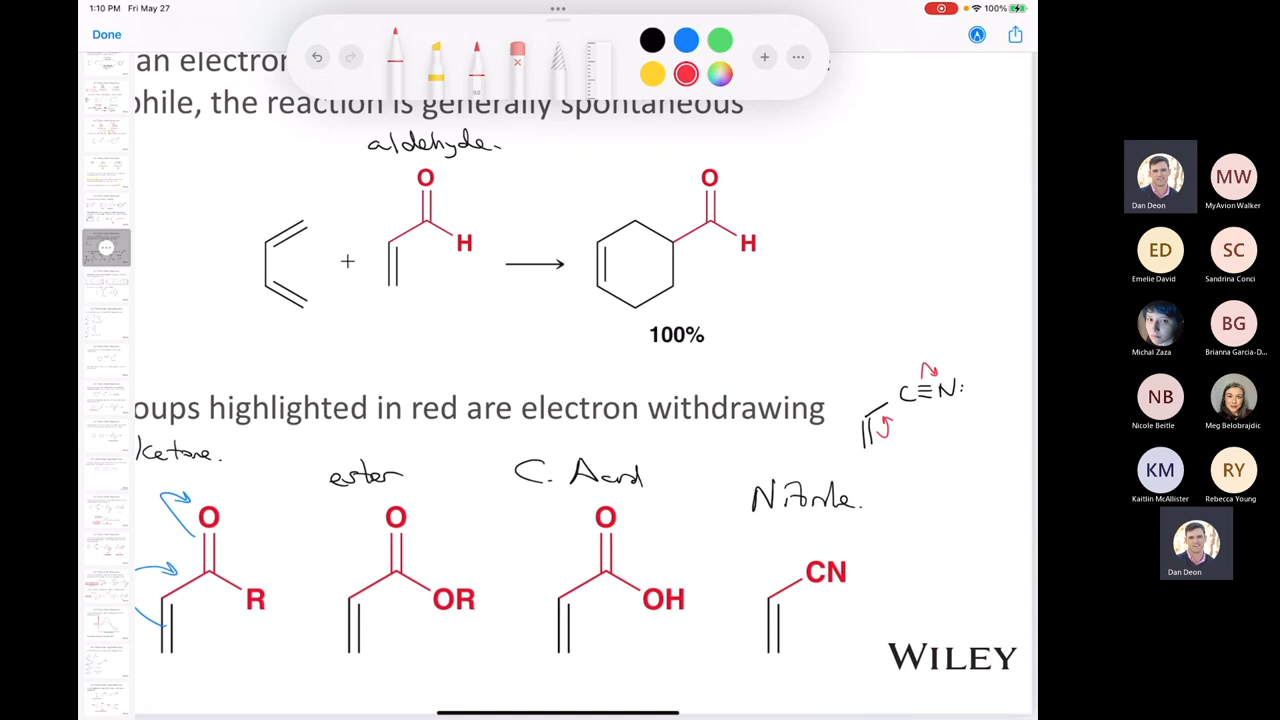 1:10 PM Fri May 27
100%
Done
an electron
phile, the reaction is generally spontaneous
aldehyde.
O
H
+
O
H
100%
C≡N:
oups highlighted in red are electron withdrawing
Ketone.
ester
C. Acid
Nitrile.
O
R
O
OR
O
OH
CN
WILEY
Dan Deon
MW
MyAvion Walker
ED
Emelie David
SC
Sandrina Conci
Michal Zaza
BG
Brianna Garcia-D...
NB
Nicole Beitle
Meg Belobrajdic
KM
Kaitlin McAllister
RY
Rebecca Young
Dan Deon